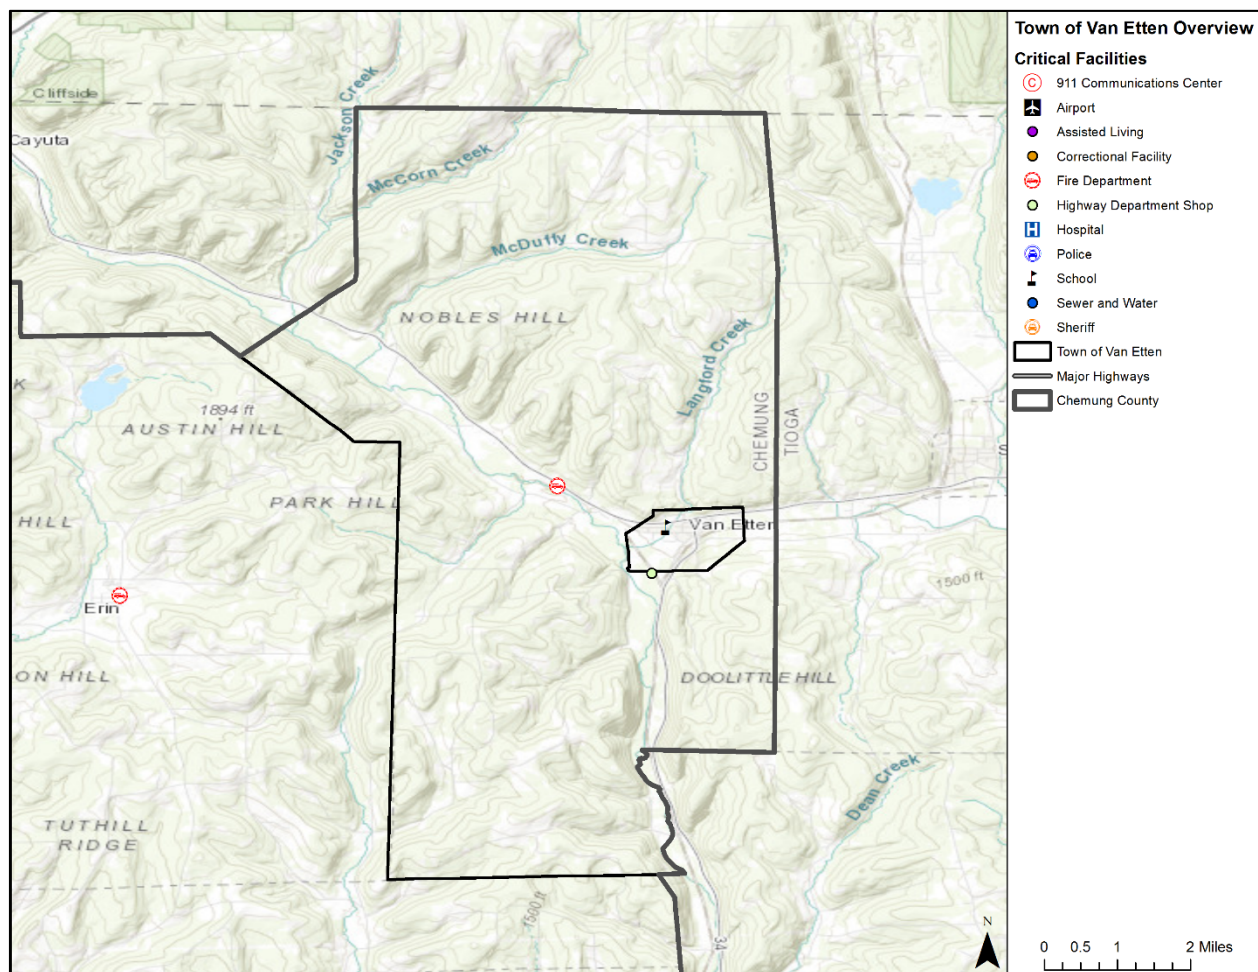 Town of Van Etten Overview
Critical Facilities
C
911 Communications Center
Airport
Assisted Living
Correctional Facility
Fire Department
Highway Department Shop
H
Hospital
Police
School
Sewer and Water
Sheriff
Town of Van Etten
Major Highways
Chemung County
Cliffside
Cayuta
Jackson Creek
McCorn Creek
McDuffy Creek
NOBLES HILL
Langford Creek
CHEMUNG
TIOGA
K
1894 ft
AUSTIN HILL
PARK HILL
HILL
S
Van Etten
1500 ft
Erin
ON HILL
DOOLITTLE HILL
Dean Creek
TUTHILL
RIDGE
1500 ft
34
N
0 0.5 1 2 Miles